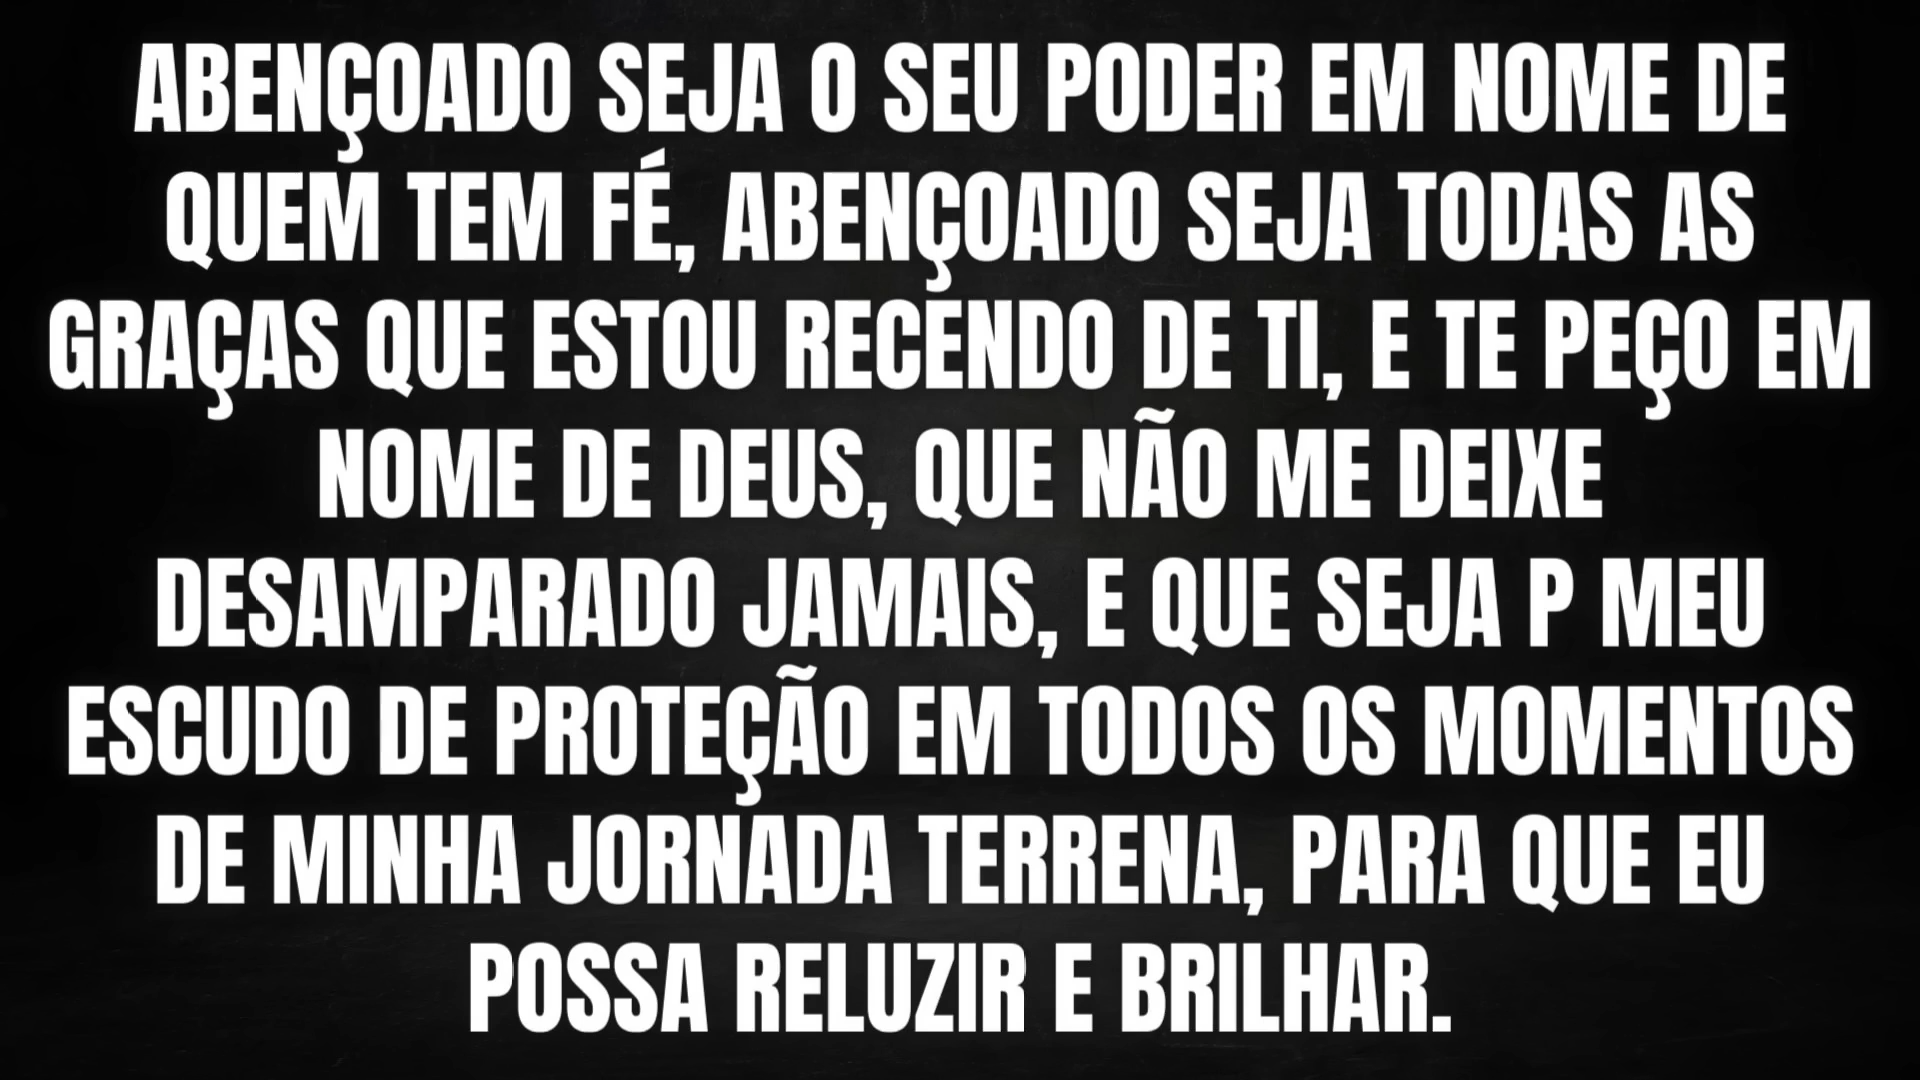 ABENÇOADO SEJA O SEU PODER EM NOME DE
QUEM TEM FÉ, ABENÇOADO SEJA TODAS AS
GRAÇAS QUE ESTOU RECENDO DE TI, E TE PEÇO EM
NOME DE DEUS, QUE NÃO ME DEIXE
DESAMPARADO JAMAIS, E QUE SEJA P MEU
ESCUDO DE PROTEÇÃO EM TODOS OS MOMENTOS
DE MINHA JORNADA TERRENA, PARA QUE EU
POSSA RELUZIR E BRILHAR.